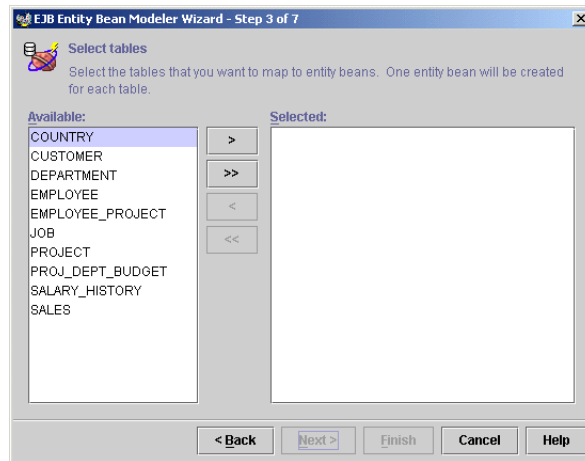 EJB Entity Bean Modeler Wizard - Step 3 of 7
Select tables
Select the tables that you want to map to entity beans. One entity bean will be created
for each table.
Available:
Selected:
COUNTRY
CUSTOMER
DEPARTMENT
EMPLOYEE
EMPLOYEE_PROJECT
JOB
PROJECT
PROJ_DEPT_BUDGET
SALARY_HISTORY
SALES
>
>>
<
<<
< Back
Next >
Finish
Cancel
Help